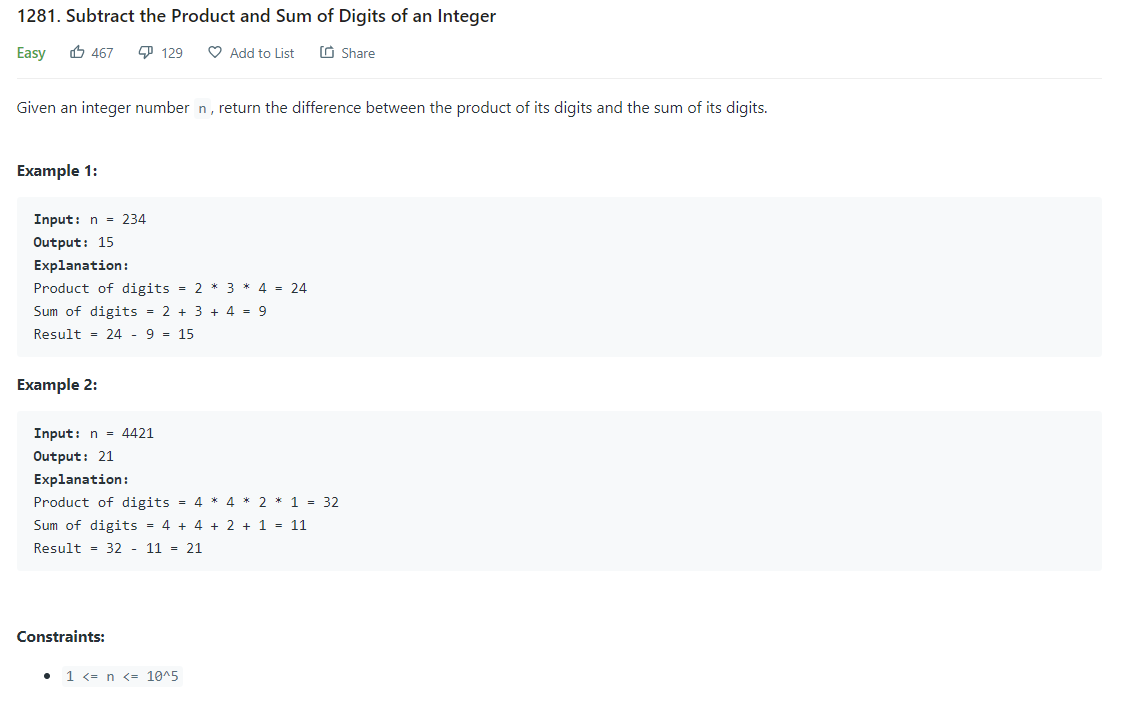 1281. Subtract the Product and Sum of Digits of an Integer
Easy 467 129 Add to List Share
Given an integer number n, return the difference between the product of its digits and the sum of its digits.
Example 1:
Input: n = 234
Output: 15
Explanation:
Product of digits = 2 * 3 * 4 = 24
Sum of digits = 2 + 3 + 4 = 9
Result = 24 - 9 = 15
Example 2:
Input: n = 4421
Output: 21
Explanation:
Product of digits = 4 * 4 * 2 * 1 = 32
Sum of digits = 4 + 4 + 2 + 1 = 11
Result = 32 - 11 = 21
Constraints:
• 1 <= n <= 10^5